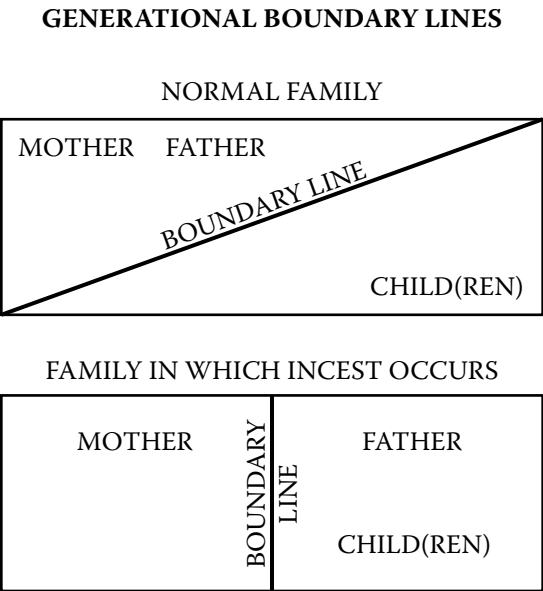 GENERATIONAL BOUNDARY LINES
NORMAL FAMILY
MOTHER FATHER
BOUNDARY LINE
CHILD(REN)
FAMILY IN WHICH INCEST OCCURS
MOTHER
BOUNDARY
LINE
FATHER
CHILD(REN)